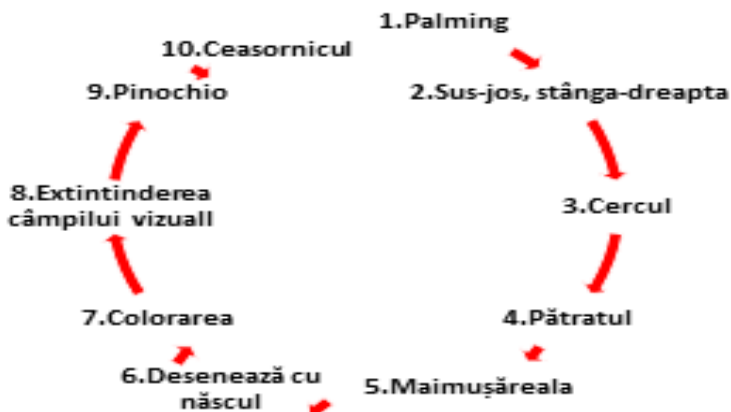 1.Palming
2.Sus-jos, stânga-dreapta
3.Cercul
4.Pătratul
5.Maimușăreala
6.Desenează cu
născul
7.Colorarea
8.Extintinderea
câmpilui vizuall
9.Pinochio
10.Ceasornicul